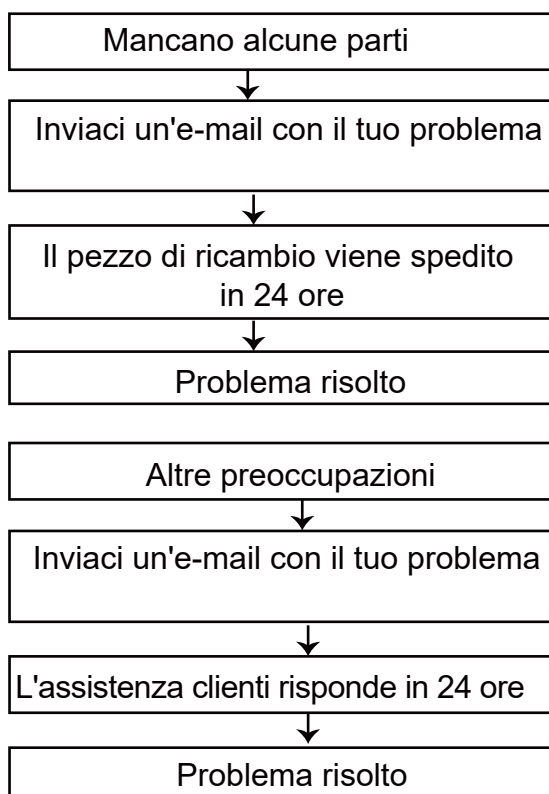 Mancano alcune parti
Inviaci un'e-mail con il tuo problema
Il pezzo di ricambio viene spedito
in 24 ore
Problema risolto
Altre preoccupazioni
Inviaci un'e-mail con il tuo problema
L'assistenza clienti risponde in 24 ore
Problema risolto